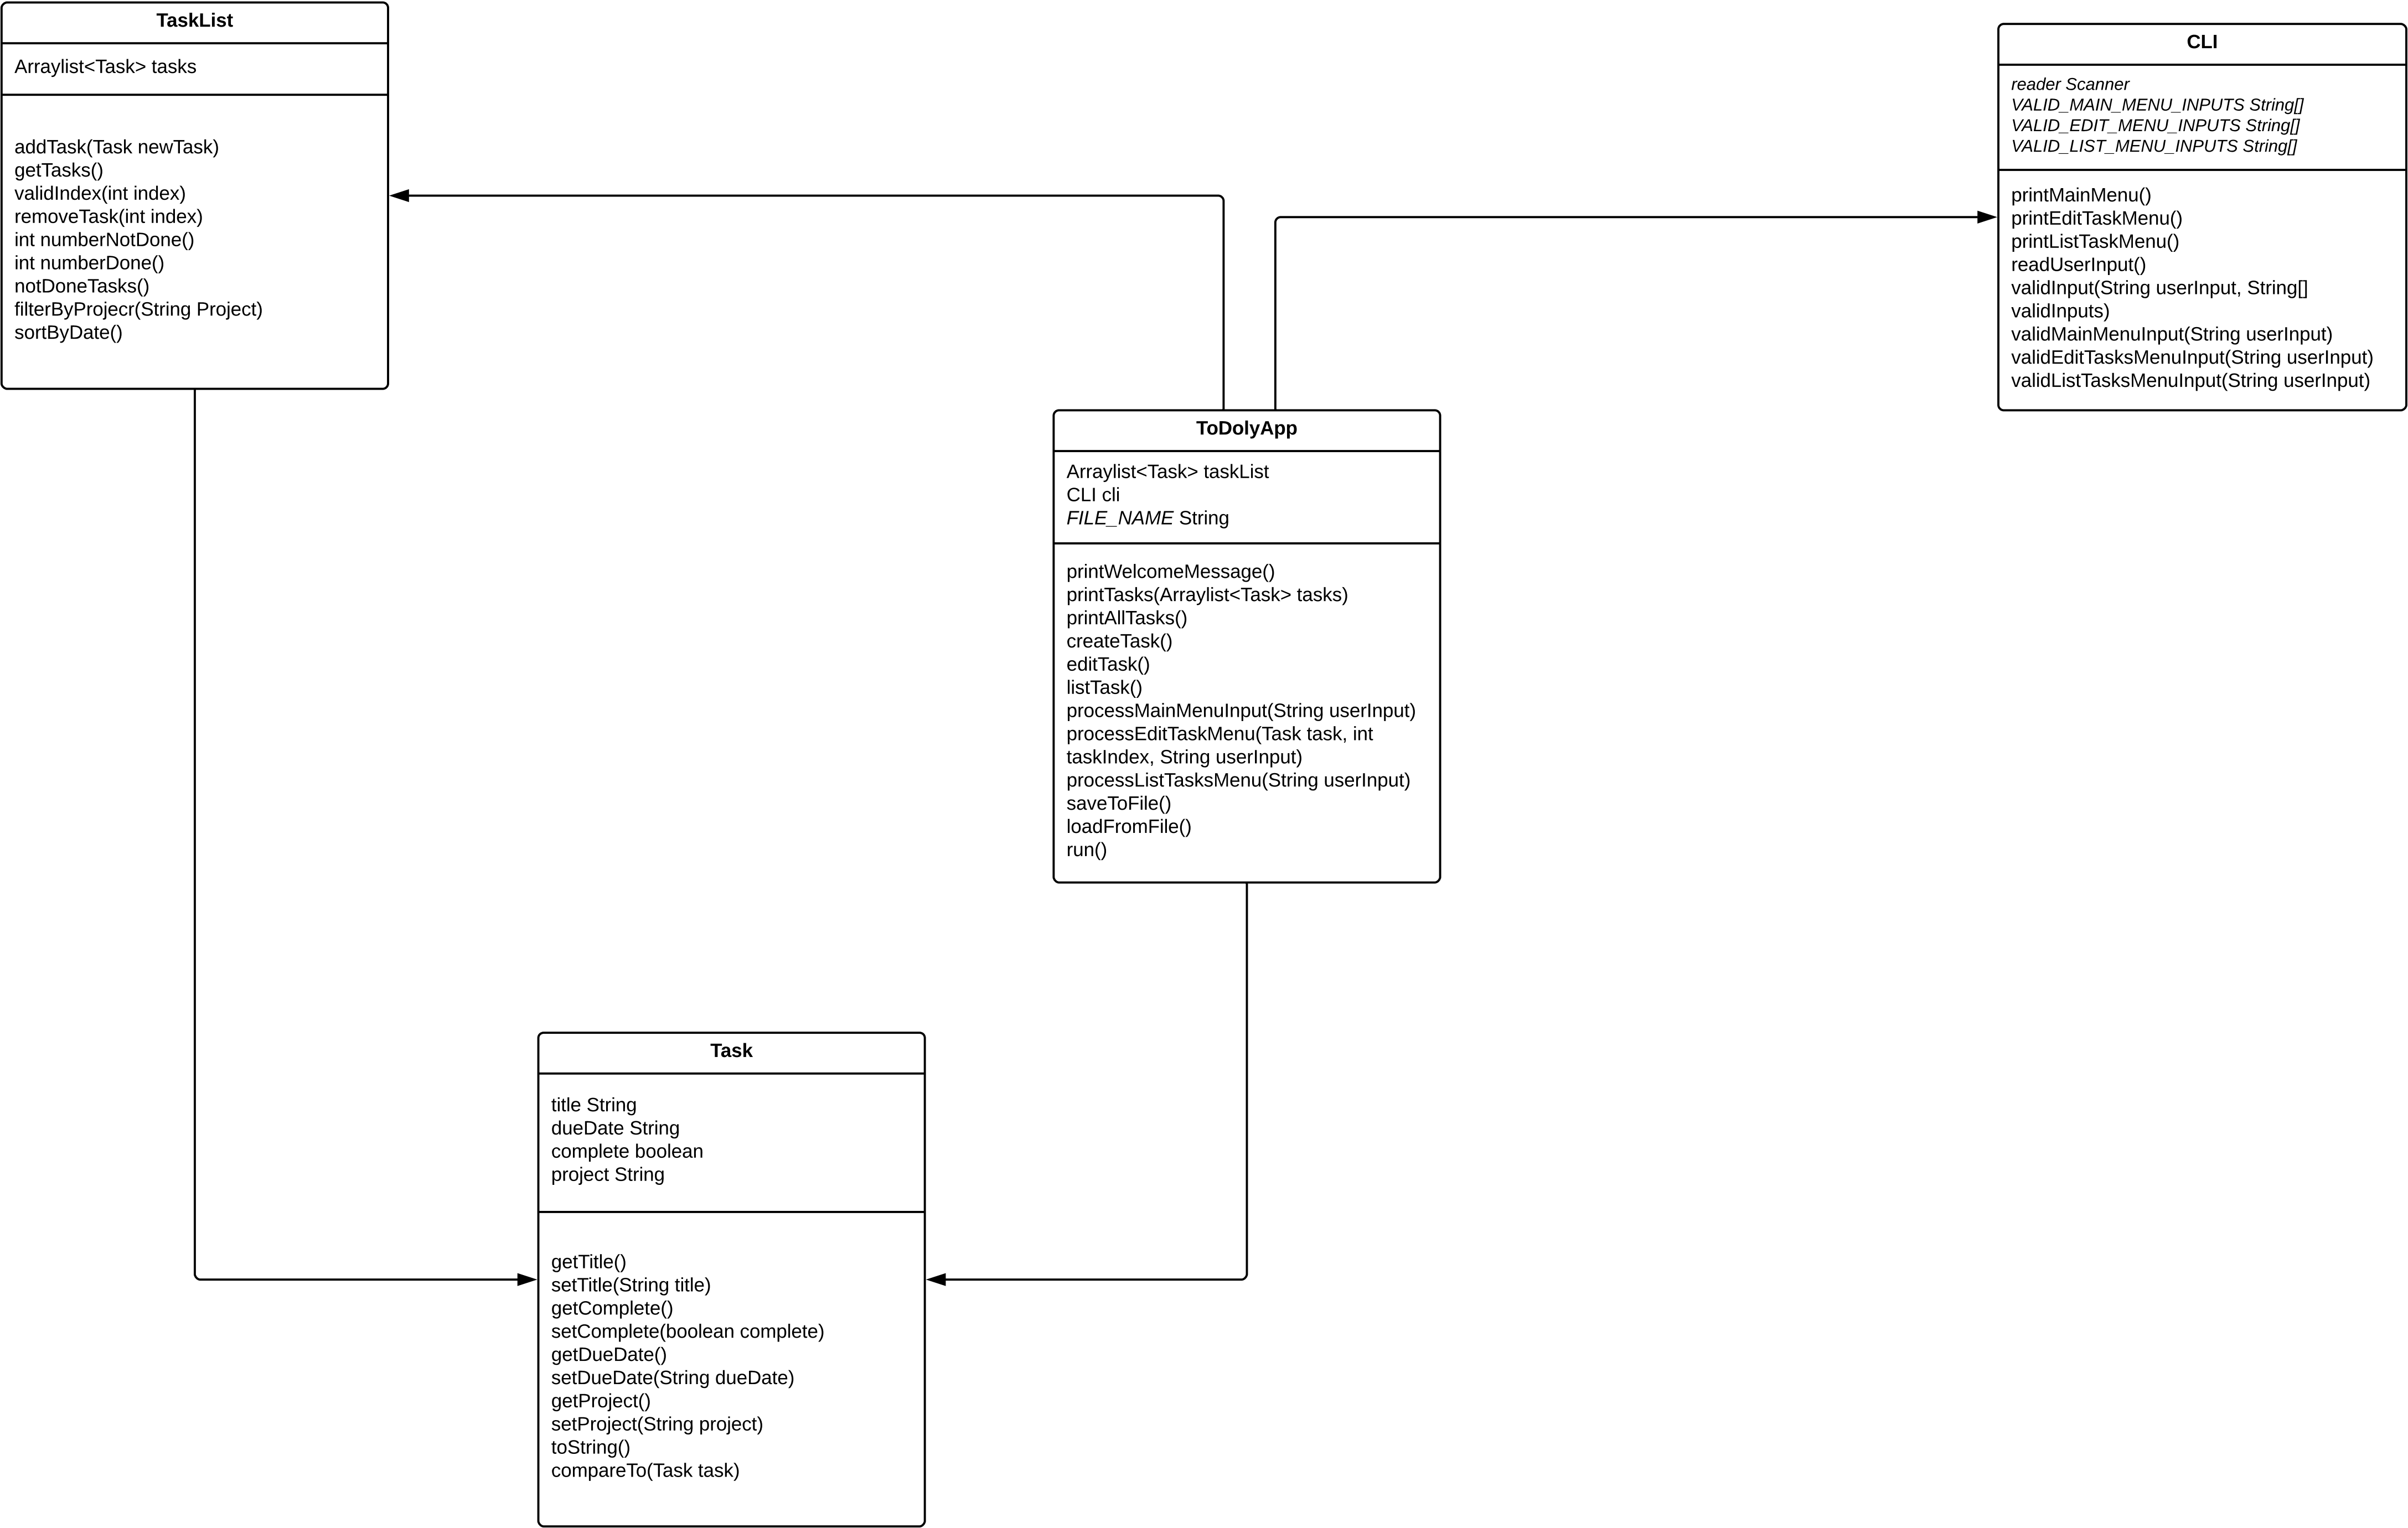 TaskList
Arraylist<Task> tasks
addTask(Task newTask)
getTasks()
validIndex(int index)
removeTask(int index)
int numberNotDone()
int numberDone()
notDoneTasks()
filterByProjecr(String Project)
sortByDate()
CLI
reader Scanner
VALID_MAIN_MENU_INPUTS String[]
VALID_EDIT_MENU_INPUTS String[]
VALID_LIST_MENU_INPUTS String[]
printMainMenu()
printEditTaskMenu()
printListTaskMenu()
readUserInput()
validInput(String userInput, String[]
validInputs)
validMainMenuInput(String userInput)
validEditTasksMenuInput(String userInput)
validListTasksMenuInput(String userInput)
ToDolyApp
Arraylist<Task> taskList
CLI cli
FILE_NAME String
printWelcomeMessage()
printTasks(Arraylist<Task> tasks)
printAllTasks()
createTask()
editTask()
listTask()
processMainMenuInput(String userInput)
processEditTaskMenu(Task task, int
taskIndex, String userInput)
processListTasksMenu(String userInput)
saveToFile()
loadFromFile()
run()
Task
title String
dueDate String
complete boolean
project String
getTitle()
setTitle(String title)
getComplete()
setComplete(boolean complete)
getDueDate()
setDueDate(String dueDate)
getProject()
setProject(String project)
toString()
compareTo(Task task)